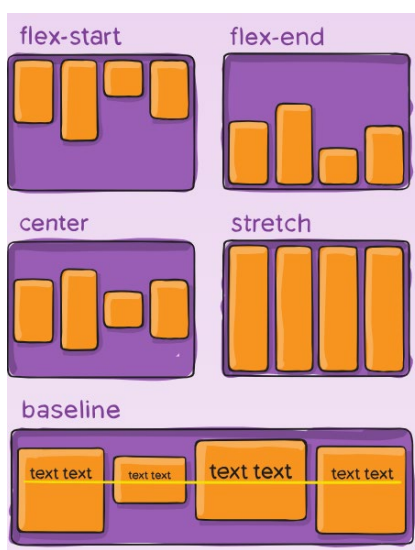 flex-start
flex-end
center
stretch
baseline
text text
text text
text text
text text